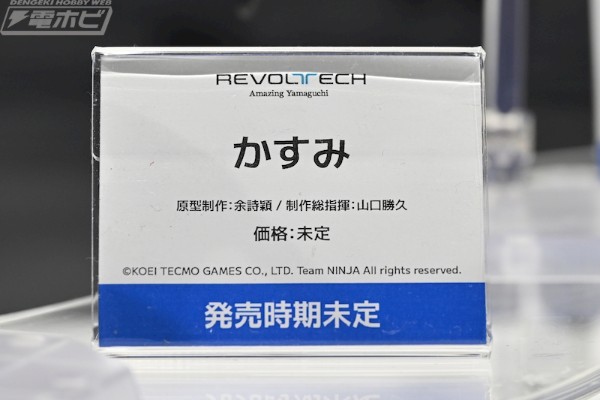 DENGEKI HOBBY WEB
電ホビ
REVOLTECH
Amazing Yamaguchi
かすみ
原型制作:余詩穎 / 制作総指揮:山口勝久
価格:未定
©KOEI TECMO GAMES CO., LTD. Team NINJA All rights reserved.
発売時期未定